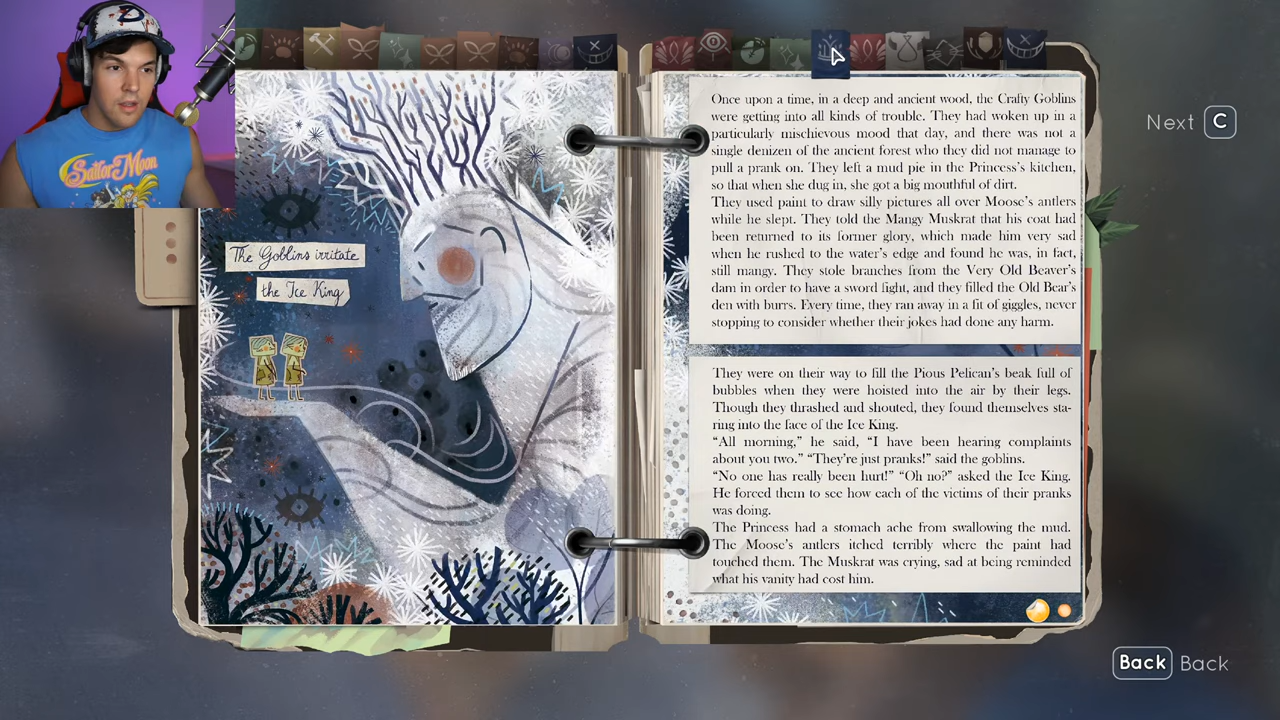 SailorMoon
The Goblins irritate
the Ice King
Once upon a time, in a deep and ancient wood, the Crafty Goblins
were getting into all kinds of trouble. They had woken up in a
particularly mischievous mood that day, and there was not a
single denizen of the ancient forest who they did not manage to
pull a prank on. They left a mud pie in the Princess's kitchen,
so that when she dug in, she got a big mouthful of dirt.
They used paint to draw silly pictures all over Moose's antlers
while he slept. They told the Mangy Muskrat that his coat had
been returned to its former glory, which made him very sad
when he rushed to the water's edge and found he was, in fact,
still mangy. They stole branches from the Very Old Beaver's
dam in order to have a sword fight, and they filled the Old Bear's
den with burrs. Every time, they ran away in a fit of giggles, never
stopping to consider whether their jokes had done any harm.
They were on their way to fill the Pious Pelican's beak full of
bubbles when they were hoisted into the air by their legs.
Though they thrashed and shouted, they found themselves sta-
ring into the face of the Ice King.
“All morning,” he said, “I have been hearing complaints
about you two.” “They're just pranks!” said the goblins.
“No one has really been hurt!” “Oh no?” asked the Ice King.
He forced them to see how each of the victims of their pranks
was doing.
The Princess had a stomach ache from swallowing the mud.
The Moose's antlers itched terribly where the paint had
touched them. The Muskrat was crying, sad at being reminded
what his vanity had cost him.
Next C
Back Back